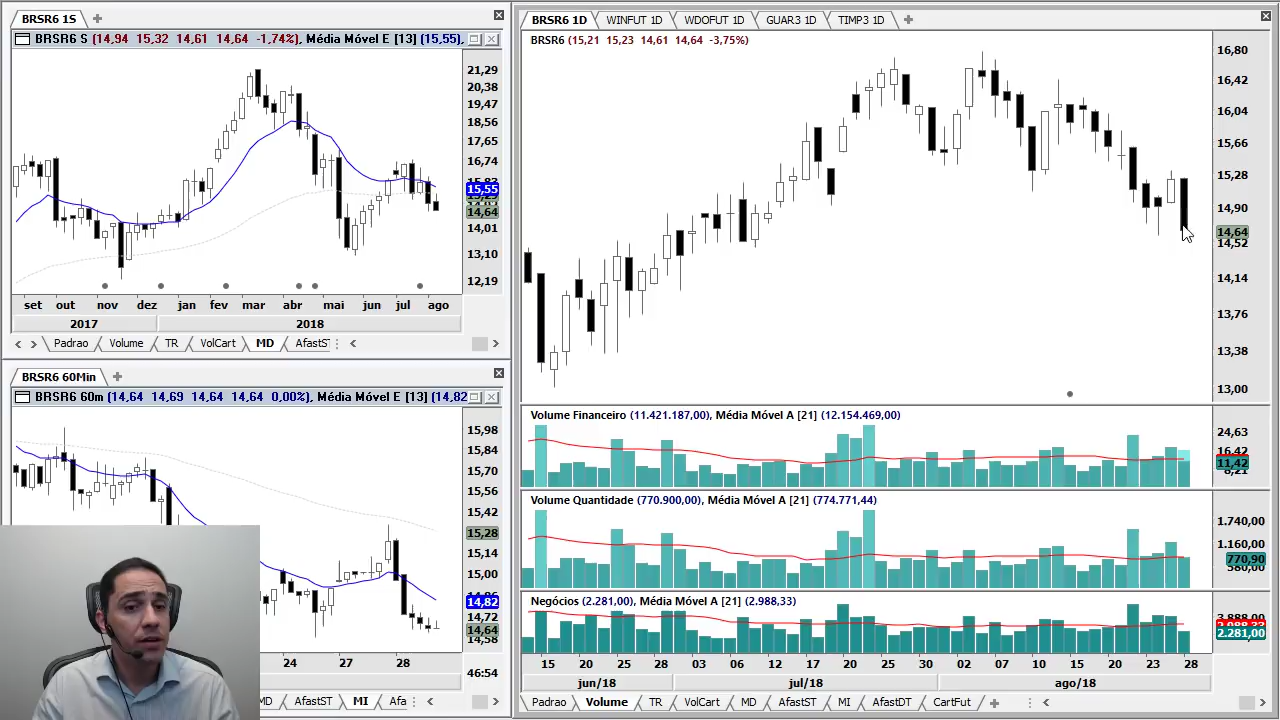 BRSR6 1S
BRSR6 S (14,94 15,32 14,61 14,64 -1,74%), Média Móvel E [13] (15,55),
21,29
20,38
19,47
18,56
17,65
16,74
15,55
14,64
14,01
13,10
12,19
set out nov dez jan fev mar abr mai jun jul ago
2017 2018
Padrao Volume TR VolCart MD AfastS
BRSR6 60Min
BRSR6 60m (14,64 14,69 14,64 14,64 0,00%), Média Móvel E [13] (14,82
15,98
15,84
15,70
15,56
15,42
15,28
15,14
15,00
14,82
14,72
14,64
14,58
24 27 28
46:54
MD AfastST MI Afa
BRSR6 1D WINFUT 1D WDOFUT 1D GUAR3 1D TIMP3 1D
BRSR6 (15,21 15,23 14,61 14,64 -3,75%)
16,80
16,42
16,04
15,66
15,28
14,90
14,64
14,52
14,14
13,76
13,38
13,00
Volume Financeiro (11.421.187,00), Média Móvel A [21] (12.154.469,00)
24,63
16,42
11,42
8,21
Volume Quantidade (770.900,00), Média Móvel A [21] (774.771,44)
1.740,00
1.160,00
770,90
Negócios (2.281,00), Média Móvel A [21] (2.988,33)
2.988,33
2.281,00
15 20 25 28 03 06 12 17 20 25 30 02 07 10 15 20 23 28
jun/18 jul/18 ago/18
Padrao Volume TR VolCart MD AfastST MI AfastDT CartFut